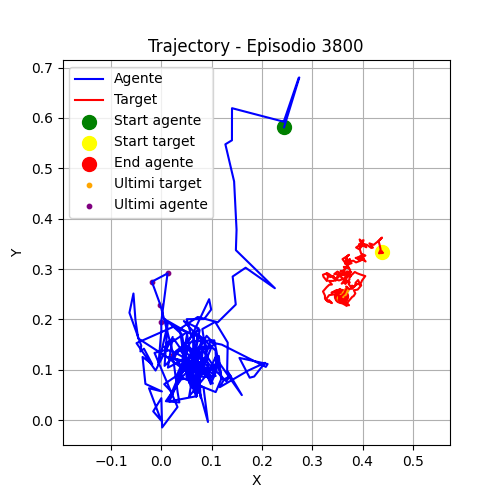 Trajectory - Episodio 3800
Agente
Target
Start agente
Start target
End agente
Ultimi target
Ultimi agente
Y
0.7
0.6
0.5
0.4
0.3
0.2
0.1
0.0
−0.1
0.0
0.1
0.2
0.3
0.4
0.5
X